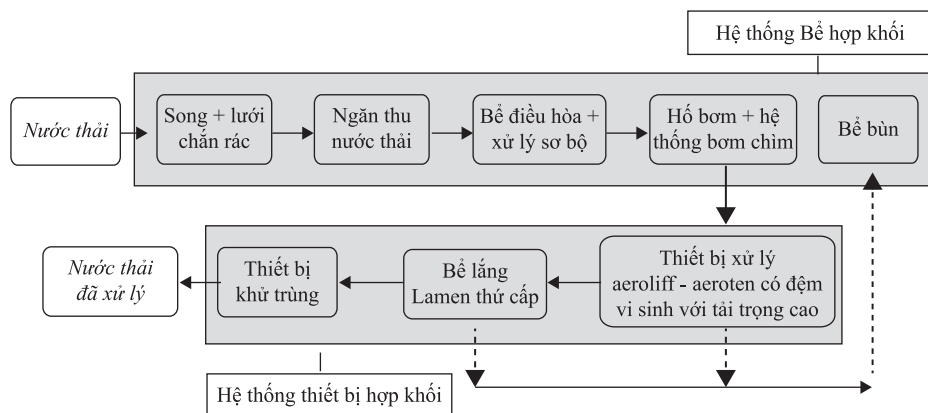 Hệ thống Bể hợp khối
Nước thải
Song + lưới
chắn rác
Ngăn thu
nước thải
Bể điều hòa +
xử lý sơ bộ
Hố bơm + hệ
thống bơm chìm
Bể bùn
Nước thải
đã xử lý
Thiết bị
khử trùng
Bể lắng
Lamen thứ cấp
Thiết bị xử lý
aeroliff - aeroten có đệm
vi sinh với tải trọng cao
Hệ thống thiết bị hợp khối